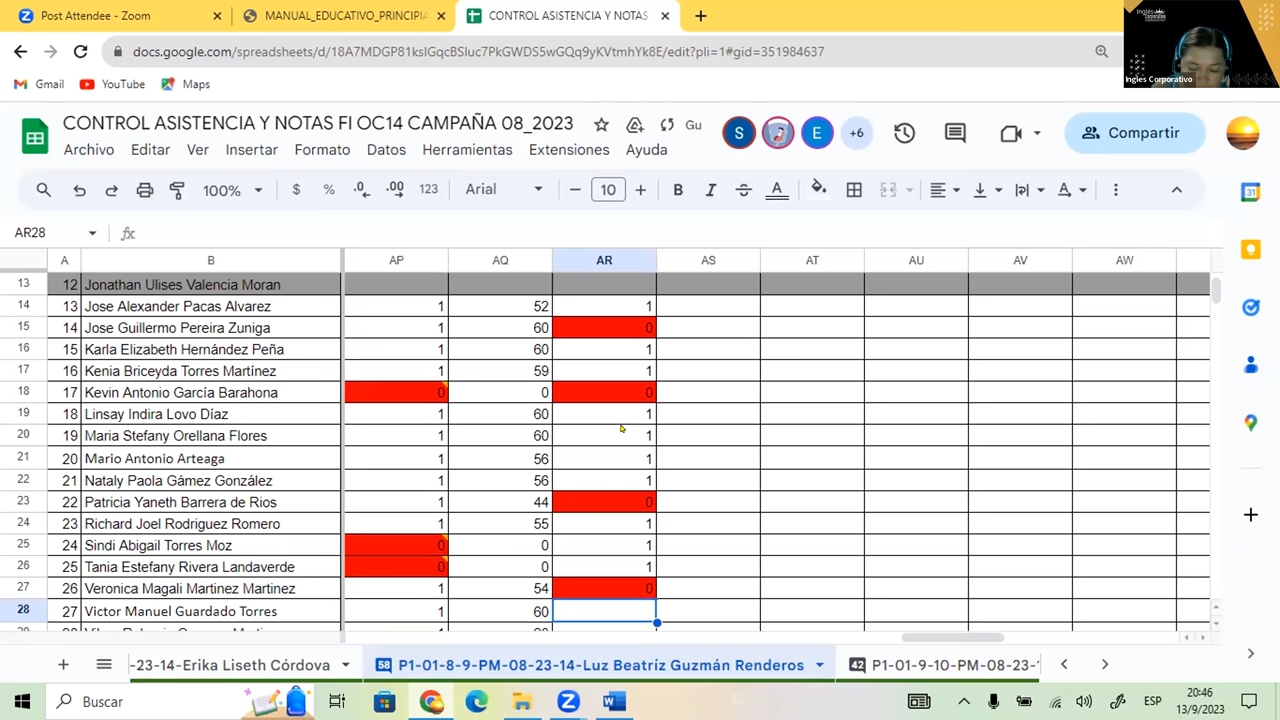 Post Attendee - Zoom
MANUAL_EDUCATIVO_PRINCIPIA
CONTROL ASISTENCIA Y NOTAS
docs.google.com/spreadsheets/d/18A7MDGP81kslGqcBSluc7PkGWDS5wGQq9yKVtmhYk8E/edit?pli=1#gid=351984637
Inglés Corporativo
Ingles Corporativo
Gmail YouTube Maps
CONTROL ASISTENCIA Y NOTAS FI OC14 CAMPAÑA 08_2023
Gu
S E +6
Compartir
Archivo Editar Ver Insertar Formato Datos Herramientas Extensiones Ayuda
100% $ % .0 .00 123 Arial 10 B I S A
AR28 fx
A B AP AQ AR AS AT AU AV AW
13 12 Jonathan Ulises Valencia Moran
14 13 Jose Alexander Pacas Alvarez 1 52 1
15 14 Jose Guillermo Pereira Zuniga 1 60 0
16 15 Karla Elizabeth Hernández Peña 1 60 1
17 16 Kenia Briceyda Torres Martínez 1 59 1
18 17 Kevin Antonio García Barahona 0 0 0
19 18 Linsay Indira Lovo Díaz 1 60 1
20 19 Maria Stefany Orellana Flores 1 60 1
21 20 Mario Antonio Arteaga 1 56 1
22 21 Nataly Paola Gámez González 1 56 1
23 22 Patricia Yaneth Barrera de Rios 1 44 0
24 23 Richard Joel Rodriguez Romero 1 55 1
25 24 Sindi Abigail Torres Moz 0 0 1
26 25 Tania Estefany Rivera Landaverde 0 0 1
27 26 Veronica Magali Martinez Martinez 1 54 0
28 27 Victor Manuel Guardado Torres 1 60
-23-14-Erika Liseth Córdova
58 P1-01-8-9-PM-08-23-14-Luz Beatríz Guzmán Renderos
42 P1-01-9-10-PM-08-23-
Buscar
ESP
20:46
13/9/2023